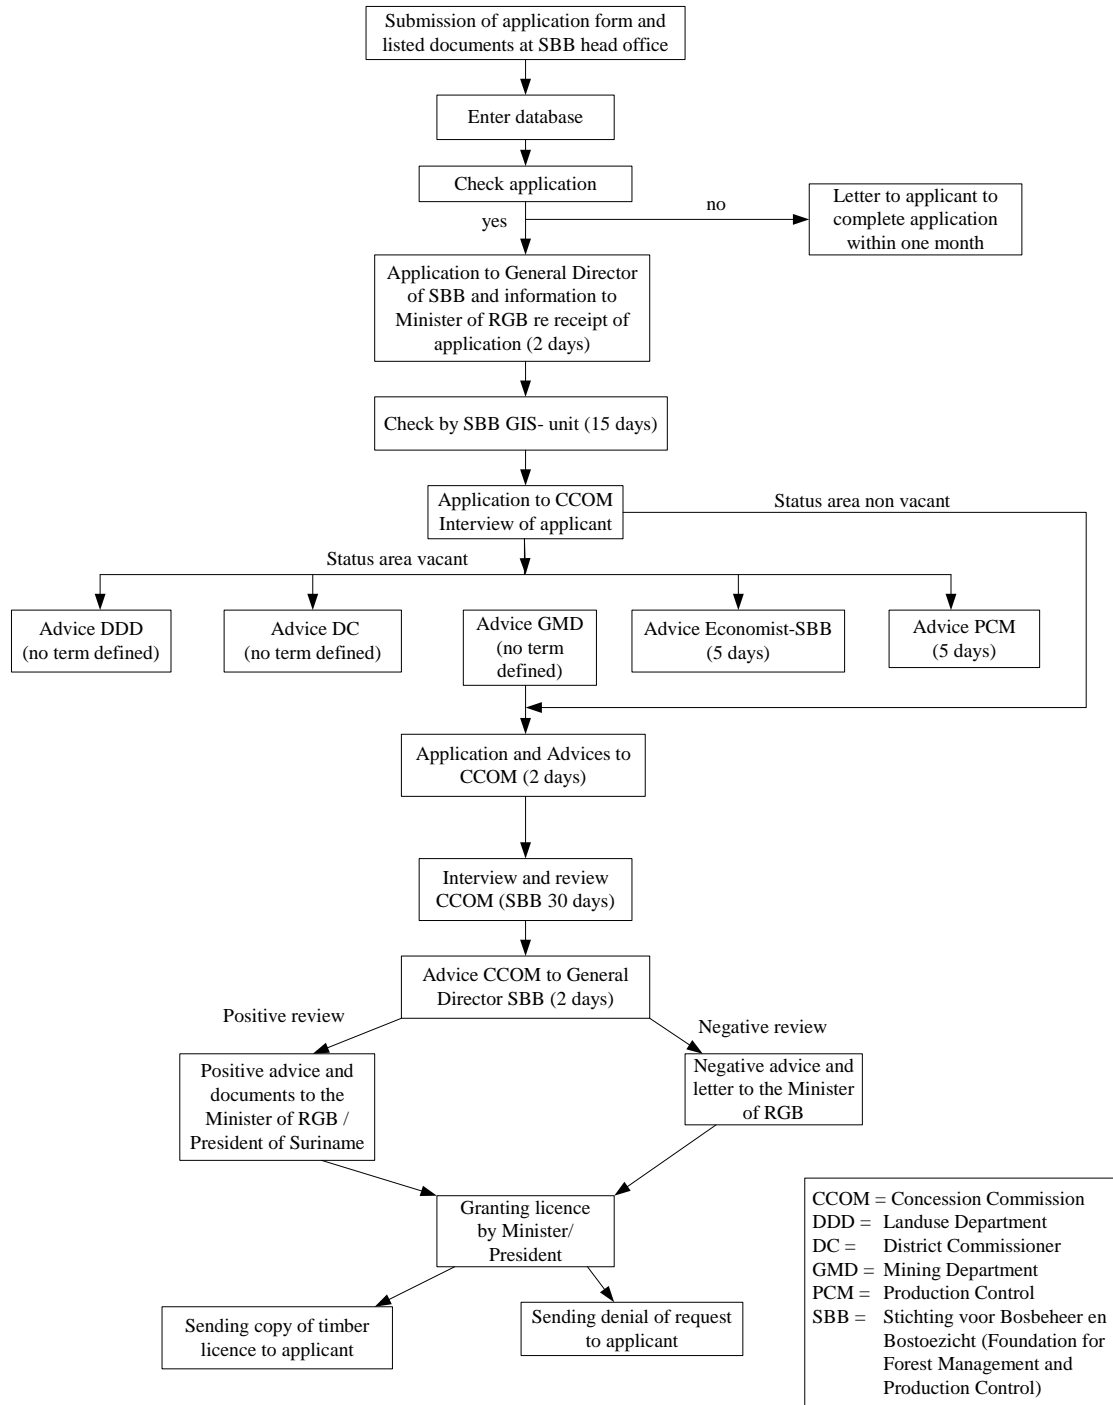 Submission of application form and
listed documents at SBB head office
Enter database
Check application
yes
no
Letter to applicant to
complete application
within one month
Application to General Director
of SBB and information to
Minister of RGB re receipt of
application (2 days)
Check by SBB GIS- unit (15 days)
Application to CCOM
Interview of applicant
Status area non vacant
Status area vacant
Advice DDD
(no term defined)
Advice DC
(no term defined)
Advice GMD
(no term
defined)
Advice Economist-SBB
(5 days)
Advice PCM
(5 days)
Application and Advices to
CCOM (2 days)
Interview and review
CCOM (SBB 30 days)
Advice CCOM to General
Director SBB (2 days)
Positive review
Negative review
Positive advice and
documents to the
Minister of RGB /
President of Suriname
Negative advice and
letter to the Minister
of RGB
Granting licence
by Minister/
President
Sending copy of timber
licence to applicant
Sending denial of request
to applicant
CCOM = Concession Commission
DDD = Landuse Department
DC = District Commissioner
GMD = Mining Department
PCM = Production Control
SBB = Stichting voor Bosbeheer en
Bostoezicht (Foundation for
Forest Management and
Production Control)